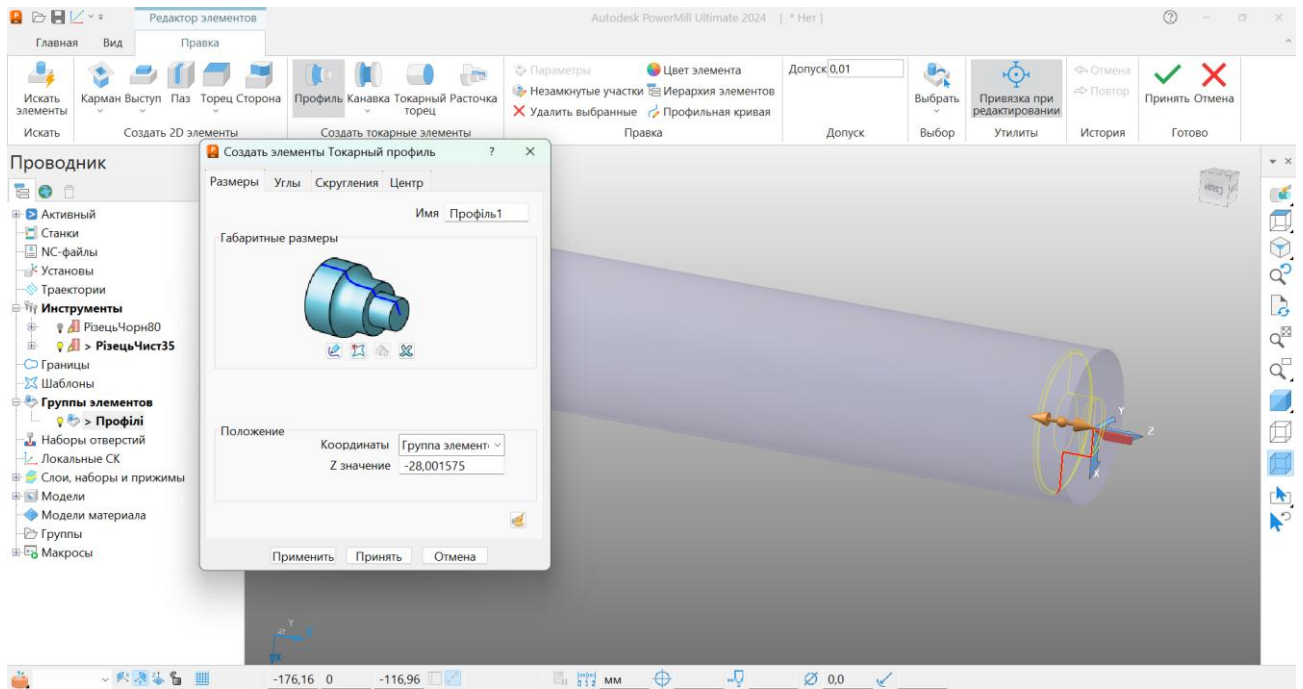 Редактор элементов
Autodesk PowerMill Ultimate 2024 [ * Нет ]
Главная Вид Правка
Искать элементы
Карман Выступ Паз Торец Сторона
Профиль Канавка Токарный торец Расточка
Параметры Цвет элемента
Незамкнутые участки Иерархия элементов
Удалить выбранные Профильная кривая
Допуск 0,01
Выбрать
Привязка при редактировании
Отмена
Повтор
Принять Отмена
Искать Создать 2D элементы Создать токарные элементы Правка Допуск Выбор Утилиты История Готово
Проводник
Активный
Станки
NC-файлы
Установы
Траектории
Инструменты
РізецьЧорн80
> РізецьЧист35
Границы
Шаблоны
Группы элементов
> Профілі
Наборы отверстий
Локальные СК
Слои, наборы и прижимы
Модели
Модели материала
Группы
Макросы
Создать элементы Токарный профиль ? ×
Размеры Углы Скругления Центр
Имя Профіль1
Габаритные размеры
Положение
Координаты Группа элемент
Z значение -28,001575
Применить Принять Отмена
Y
Z
X
Y
X
-176,16 0 -116,96 мм 0,0